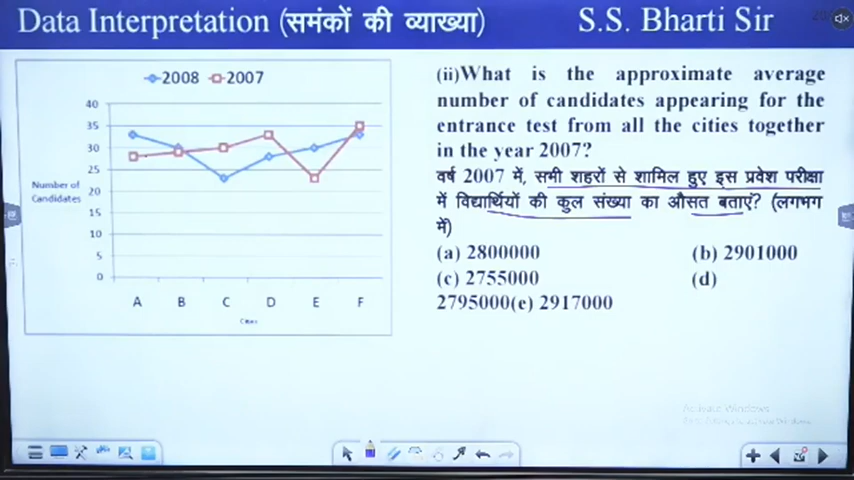 Data Interpretation (समंकों की व्याख्या) S.S. Bharti Sir
2008 2007
40
35
30
25
20
15
10
5
0
Number of
Candidates
A B C D E F
Cities
(ii)What is the approximate average
number of candidates appearing for the
entrance test from all the cities together
in the year 2007?
वर्ष 2007 में, सभी शहरों से शामिल हुए इस प्रवेश परीक्षा
में विद्यार्थियों की कुल संख्या का औसत बताएं? (लगभग
में)
(a) 2800000 (b) 2901000
(c) 2755000 (d)
2795000(e) 2917000
Activate Windows